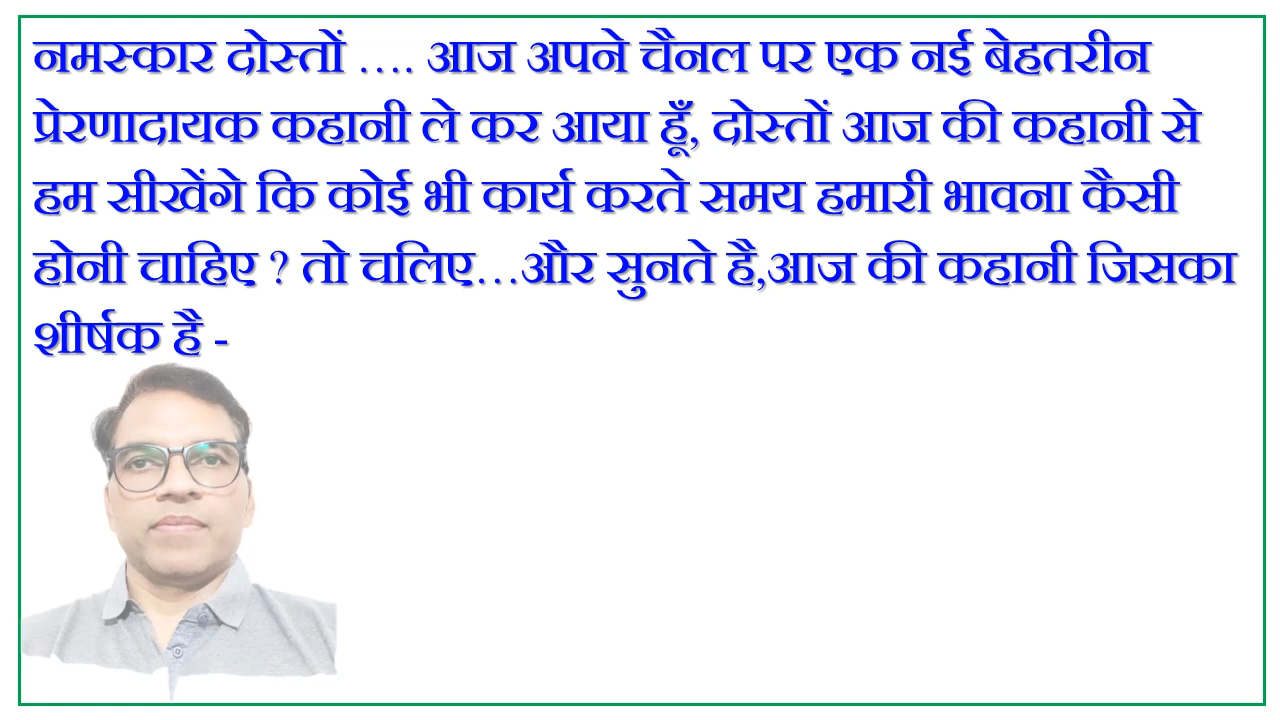 नमस्कार दोस्तों .... आज अपने चैनल पर एक नई बेहतरीन
प्रेरणादायक कहानी ले कर आया हूँ, दोस्तों आज की कहानी से
हम सीखेंगे कि कोई भी कार्य करते समय हमारी भावना कैसी
होनी चाहिए ? तो चलिए...और सुनते है,आज की कहानी जिसका
शीर्षक है -